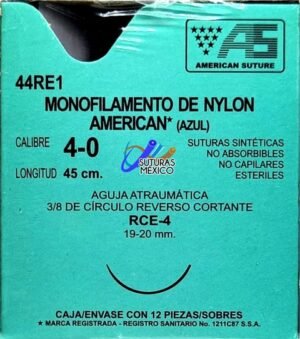 AS
AMERICAN SUTURE
44RE1
MONOFILAMENTO DE NYLON
AMERICAN* (AZUL)
CALIBRE 4-0
LONGITUD 45 cm.
SUTURAS MÉXICO
SUTURAS SINTÉTICAS
NO ABSORBIBLES
NO CAPILARES
ESTERILES
AGUJA ATRAUMÁTICA
3/8 DE CÍRCULO REVERSO CORTANTE
RCE-4
19-20 mm.
CAJA/ENVASE CON 12 PIEZAS/SOBRES
* MARCA REGISTRADA - REGISTRO SANITARIO No. 1211C87 S.S.A.